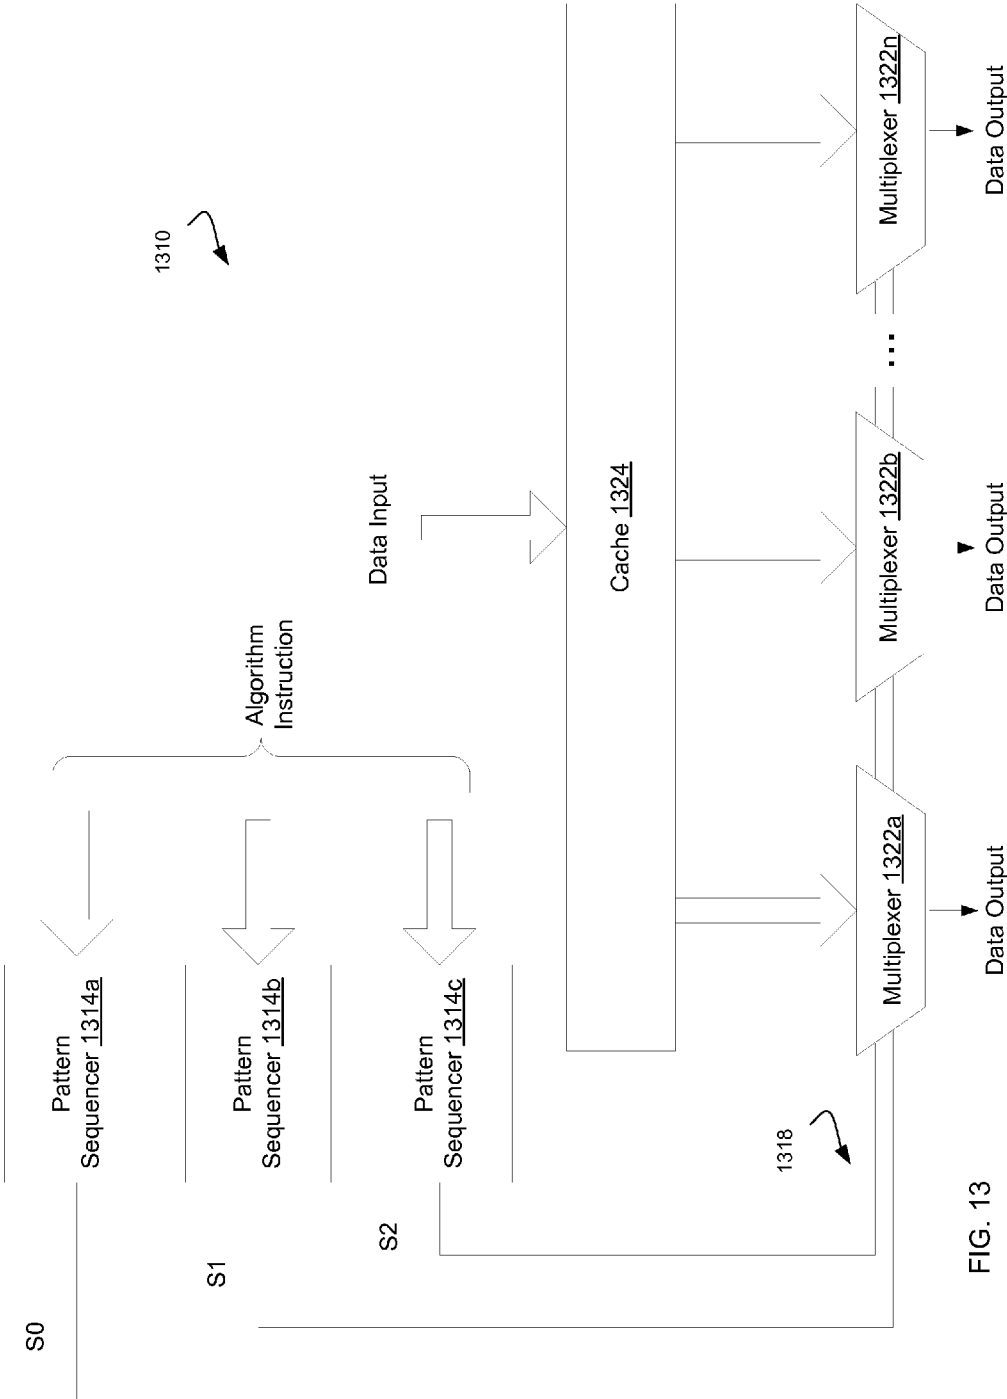 S0
S1
S2
Pattern
Sequencer 1314a
Pattern
Sequencer 1314b
Pattern
Sequencer 1314c
Algorithm
Instruction
1310
Data Input
Cache 1324
1318
Multiplexer 1322a
Multiplexer 1322b
...
Multiplexer 1322n
Data Output
Data Output
Data Output
FIG. 13